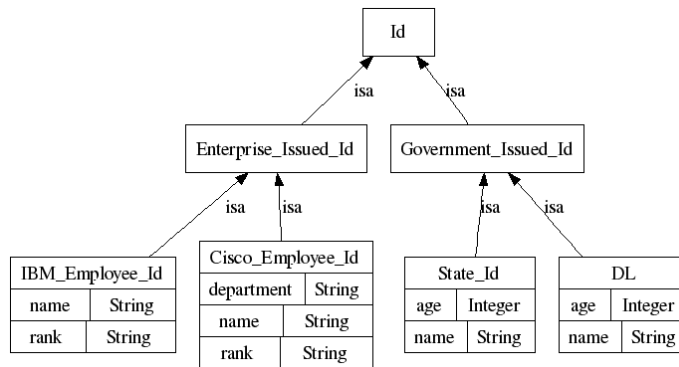 Id
isa
isa
Enterprise_Issued_Id
Government_Issued_Id
isa
isa
isa
isa
IBM_Employee_Id
name String
rank String
Cisco_Employee_Id
department String
name String
rank String
State_Id
age Integer
name String
DL
age Integer
name String